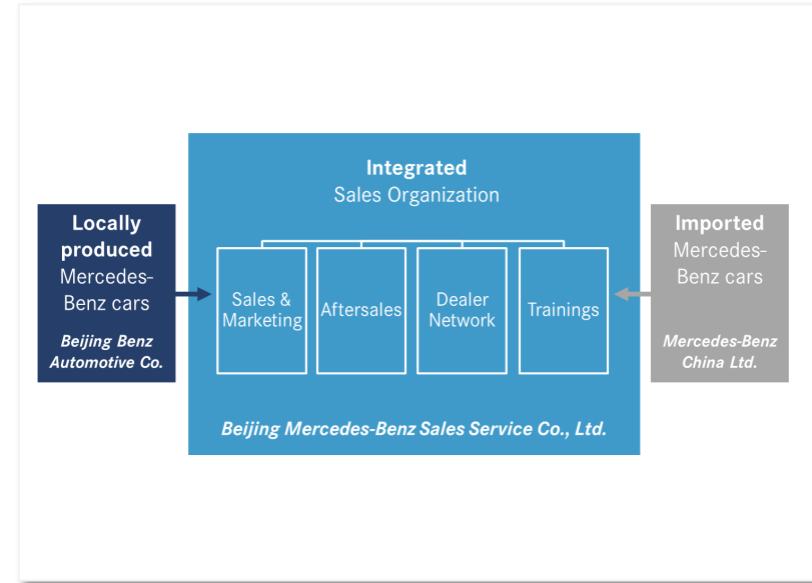 Integrated
Sales Organization
Locally
produced
Mercedes-
Benz cars
Beijing Benz
Automotive Co.
Sales &
Marketing
Aftersales
Dealer
Network
Trainings
Imported
Mercedes-
Benz cars
Mercedes-Benz
China Ltd.
Beijing Mercedes-Benz Sales Service Co., Ltd.